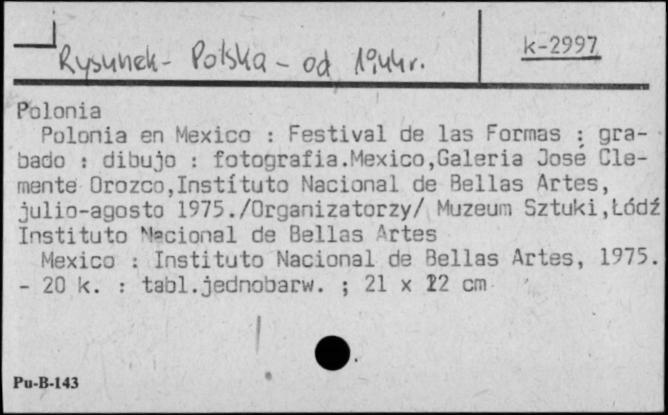 Rysunek - Polska - od 1944r.
k-2997
Polonia
Polonia en Mexico : Festival de las Formas : gra-
bado : dibujo : fotografia.Mexico,Galeria José Cle-
mente Orozco,Instítuto Nacional de Bellas Artes,
julio-agosto 1975./Organizatorzy/ Muzeum Sztuki,Łódź
Instituto Nacional de Bellas Artes
Mexico : Instituto Nacional de Bellas Artes, 1975.
- 20 k. : tabl.jednobarw. ; 21 x 22 cm
Pu-B-143